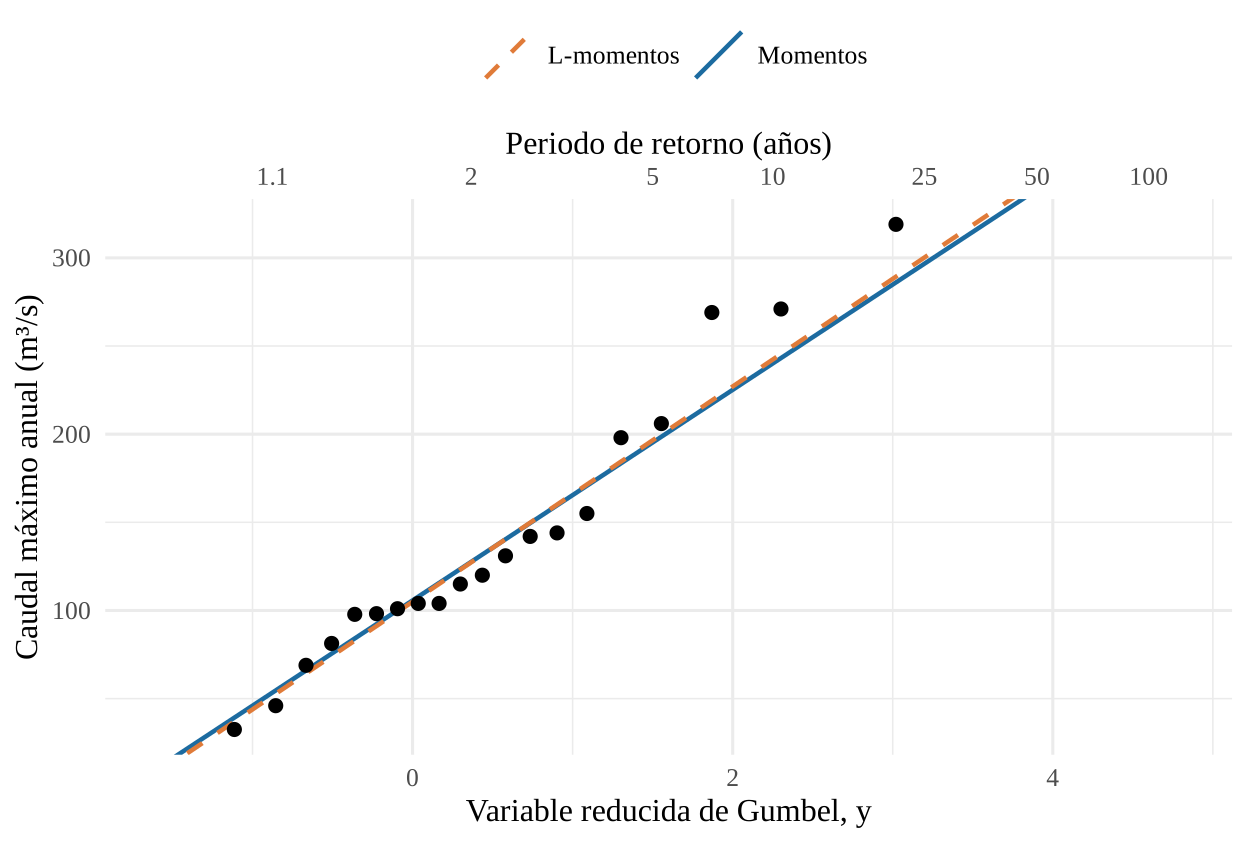 L-momentos Momentos
Periodo de retorno (años)
1.1 2 5 10 25 50 100
300
200
100
Caudal máximo anual (m³/s)
0 2 4
Variable reducida de Gumbel, y